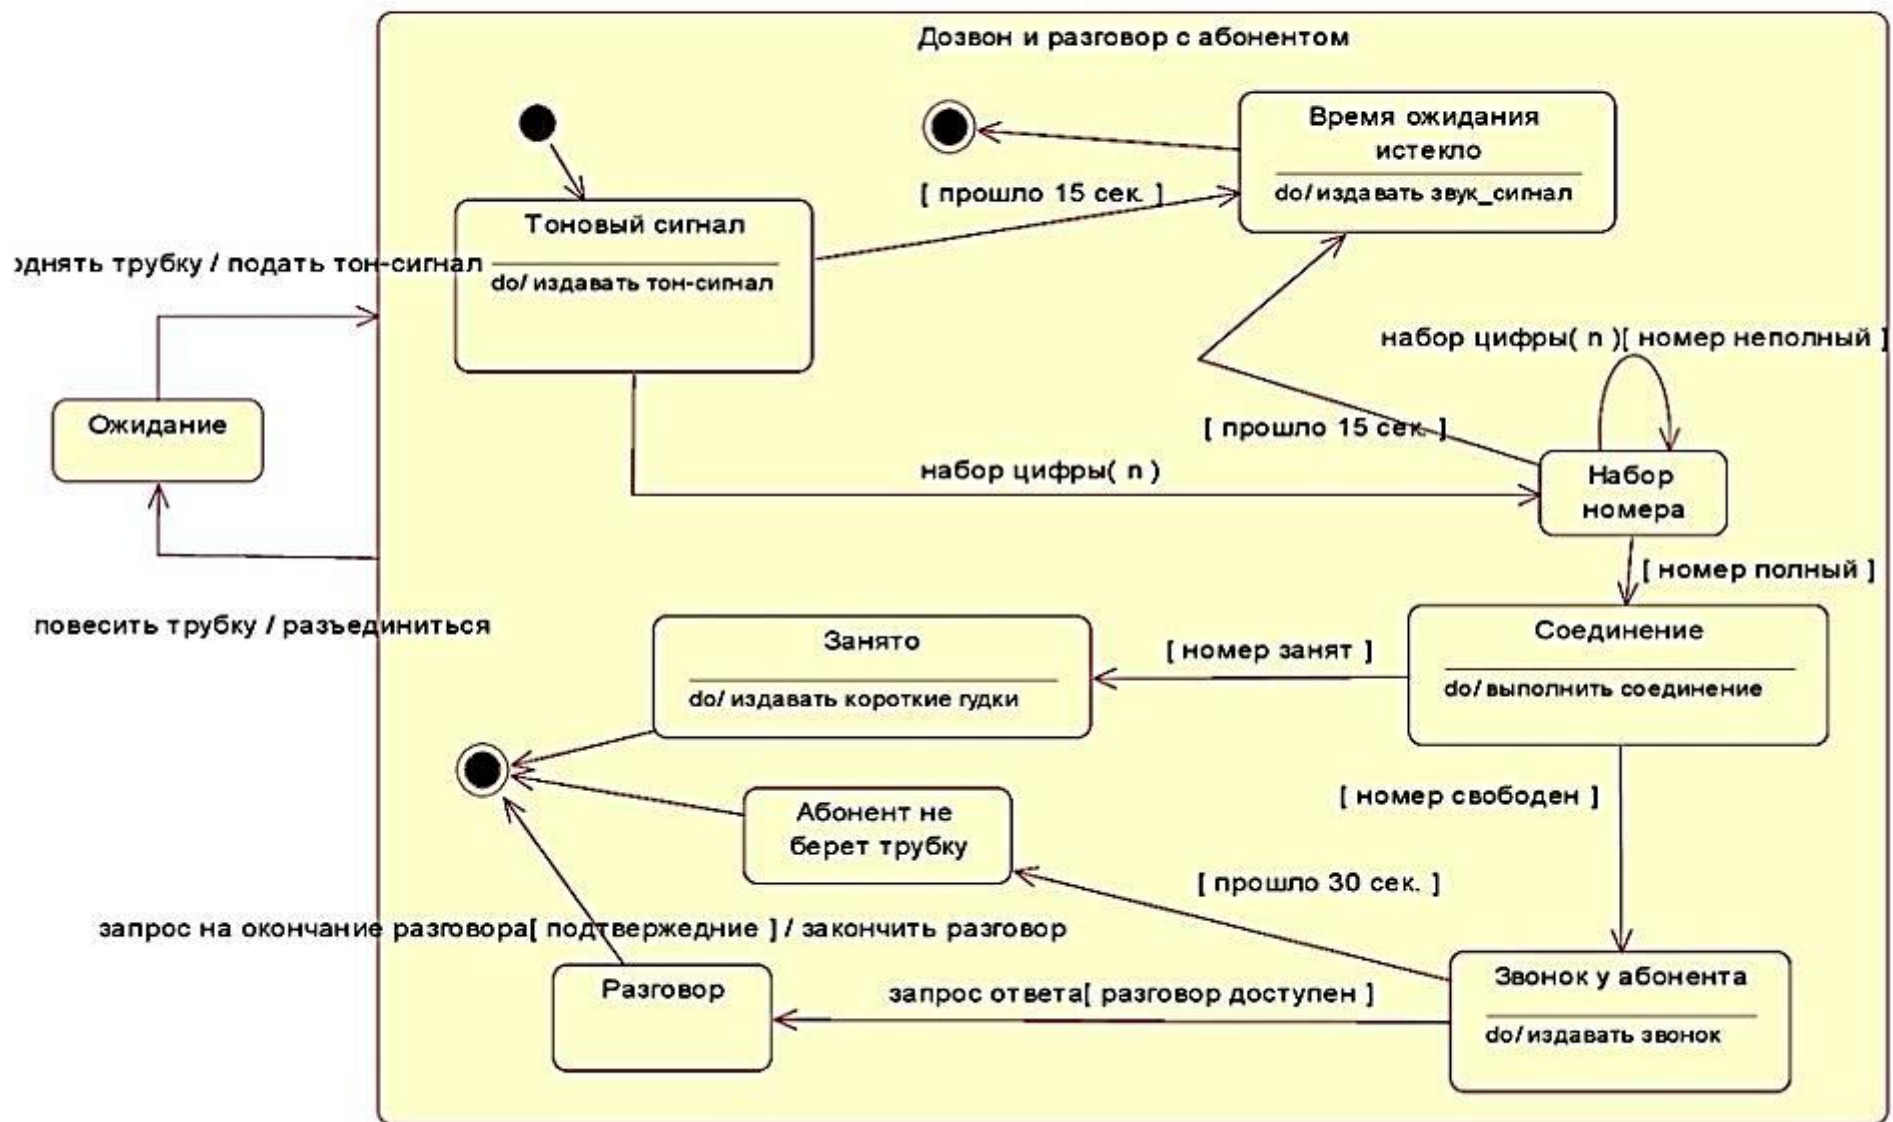 Дозвон и разговор с абонентом
Время ожидания
истекло
do/ издавать звук_сигнал
[ прошло 15 сек. ]
Тоновый сигнал
do/ издавать тон-сигнал
однять трубку / подать тон-сигнал
набор цифры( n )[ номер неполный ]
Ожидание
[ прошло 15 сек. ]
набор цифры( n )
Набор
номера
[ номер полный ]
повесить трубку / разъединиться
Занято
do/ издавать короткие гудки
[ номер занят ]
Соединение
do/ выполнить соединение
[ номер свободен ]
Абонент не
берет трубку
[ прошло 30 сек. ]
запрос на окончание разговора[ подтвержедние ] / закончить разговор
Разговор
запрос ответа[ разговор доступен ]
Звонок у абонента
do/ издавать звонок